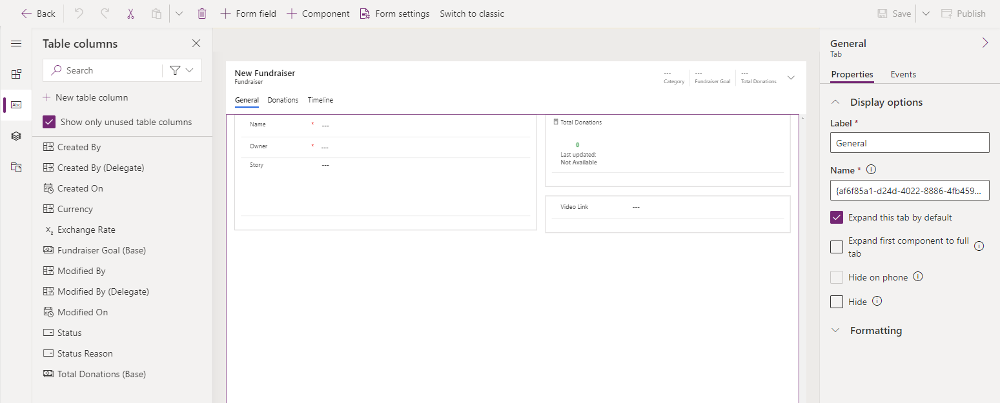 Back
Form field
Component
Form settings
Switch to classic
Save
Publish
Table columns
Search
New table column
Show only unused table columns
Abc
Created By
Created By (Delegate)
Created On
Currency
Exchange Rate
Fundraiser Goal (Base)
Modified By
Modified By (Delegate)
Modified On
Status
Status Reason
Total Donations (Base)
New Fundraiser
Fundraiser
---
Category
---
Fundraiser Goal
---
Total Donations
General Donations Timeline
Name * ---
Owner * ---
Story ---
Total Donations
0
Last updated:
Not Available
Video Link ---
General
Tab
Properties Events
Display options
Label *
General
Name *
{af6f85a1-d24d-4022-8886-4fb459...
Expand this tab by default
Expand first component to full
tab
Hide on phone
Hide
Formatting